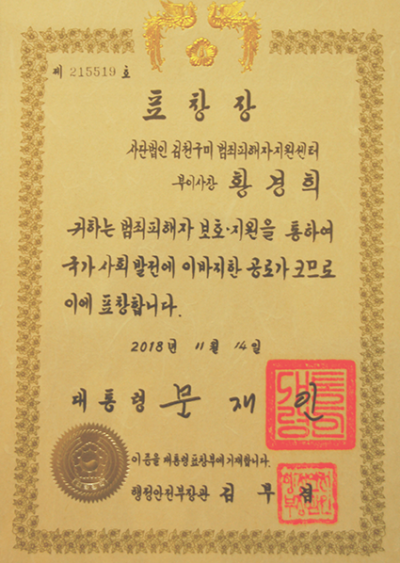 제 215519 호
표창장
사단법인 김천구미 범죄피해자지원센터
부이사장 황경희
귀하는 범죄피해자 보호·지원을 통하여
국가 사회 발전에 이바지한 공로가 크므로
이에 표창합니다.
2018년 11월 14일
대통령 문재인
이 증을 대통령 표창부에 기재합니다.
행정안전부장관 김부겸